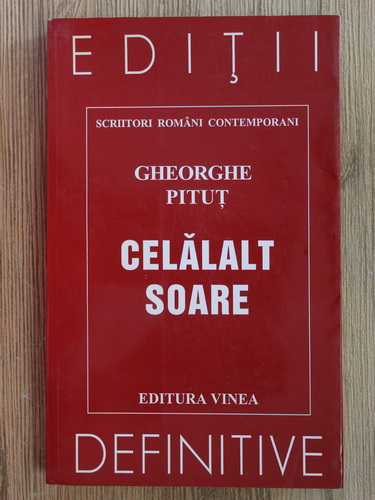 EDIȚII
SCRIITORI ROMÂNI CONTEMPORANI
GHEORGHE
PITUȚ
CELĂLALT
SOARE
EDITURA VINEA
DEFINITIVE